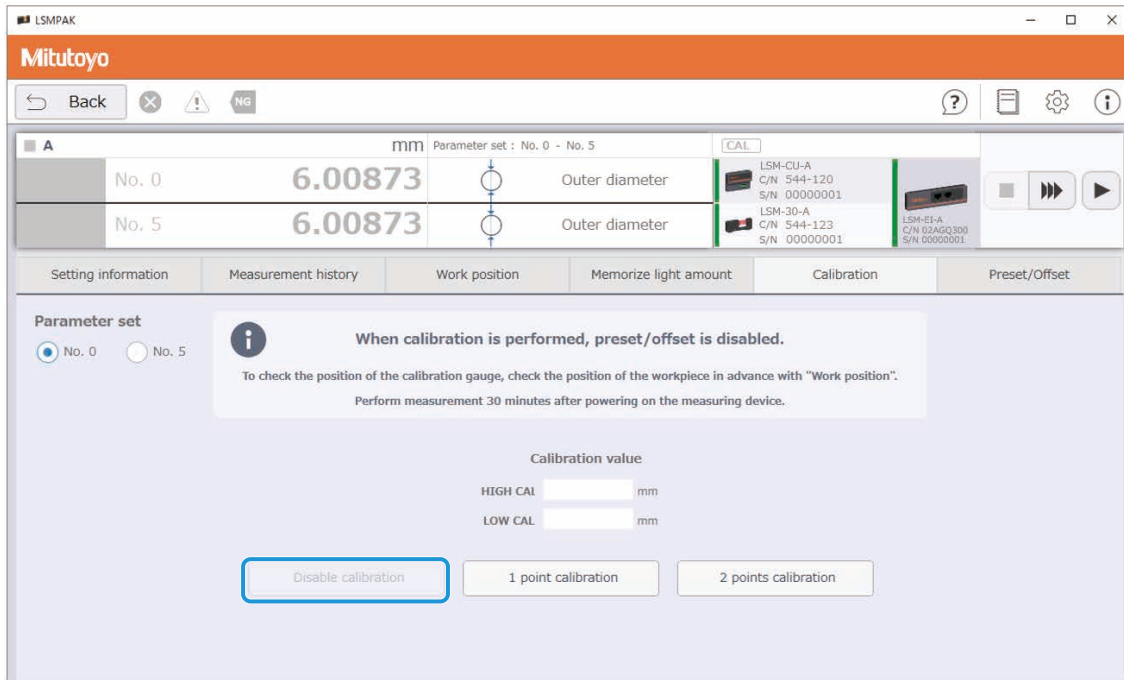 LSMPAK
Mitutoyo
Back
NG
?
i
A
mm
Parameter set : No. 0 - No. 5
CAL
No. 0
6.00873
Outer diameter
LSM-CU-A
C/N 544-120
S/N 00000001
No. 5
6.00873
Outer diameter
LSM-30-A
C/N 544-123
S/N 00000001
LSM-EI-A
C/N 02AGQ300
S/N 00000001
Setting information
Measurement history
Work position
Memorize light amount
Calibration
Preset/Offset
Parameter set
No. 0
No. 5
When calibration is performed, preset/offset is disabled.
To check the position of the calibration gauge, check the position of the workpiece in advance with "Work position".
Perform measurement 30 minutes after powering on the measuring device.
Calibration value
HIGH CAL
mm
LOW CAL
mm
Disable calibration
1 point calibration
2 points calibration